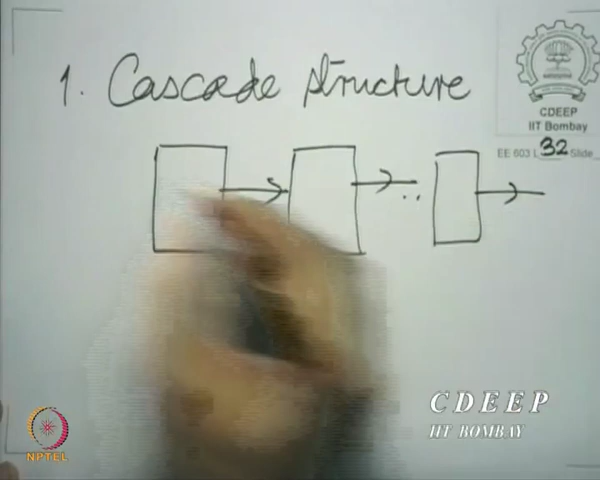 1. Cascade structure
CDEEP
IIT Bombay
EE 603 L 32 Slide
CDEEP
IIT BOMBAY
NPTEL